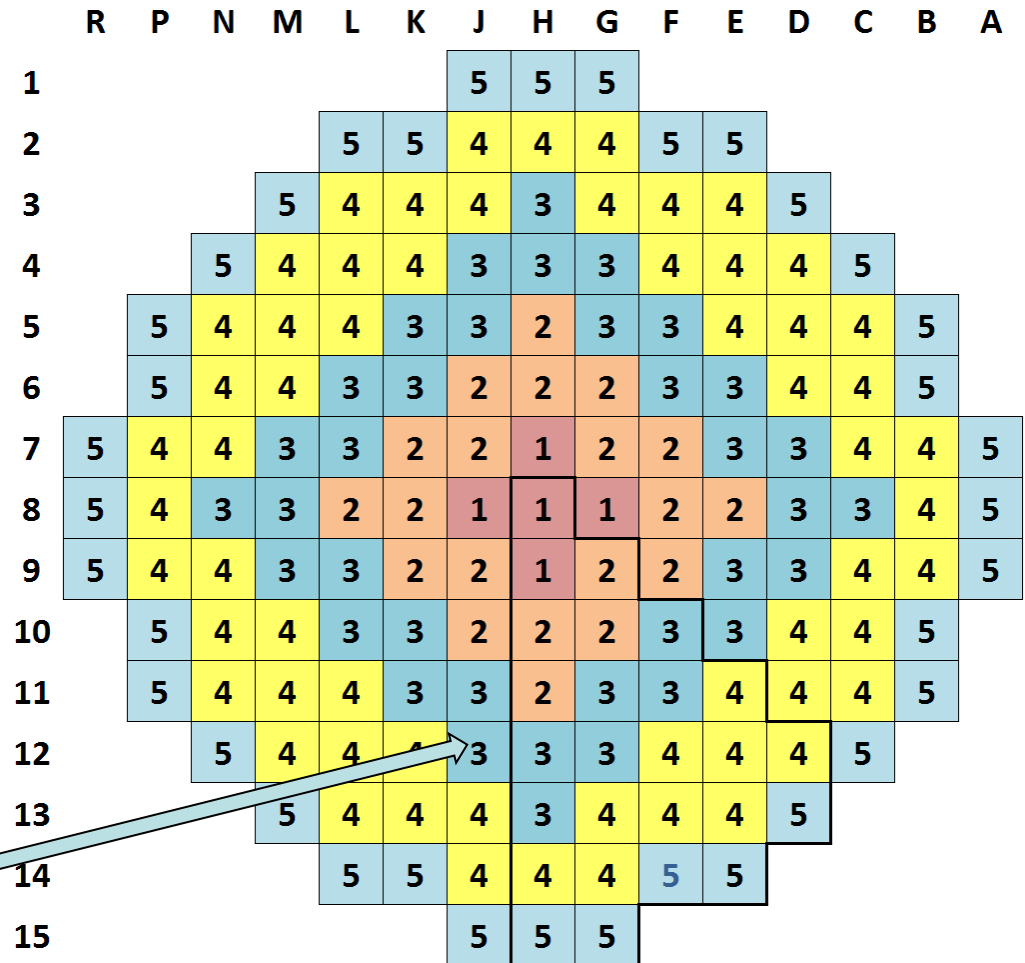 R P N M L K J H G F E D C B A
1 5 5 5
2 5 5 4 4 4 5 5
3 5 4 4 4 3 4 4 4 5
4 5 4 4 4 3 3 3 4 4 4 5
5 5 4 4 4 3 3 2 3 3 4 4 4 5
6 5 4 4 3 3 2 2 2 3 3 4 4 5
7 5 4 4 3 3 2 2 1 2 2 3 3 4 4 5
8 5 4 3 3 2 2 1 1 1 2 2 3 3 4 5
9 5 4 4 3 3 2 2 1 2 2 3 3 4 4 5
10 5 4 4 3 3 2 2 2 3 3 4 4 5
11 5 4 4 4 3 3 2 3 3 4 4 4 5
12 5 4 4 4 3 3 3 4 4 4 5
13 5 4 4 4 3 4 4 4 5
14 5 5 4 4 4 5 5
15 5 5 5